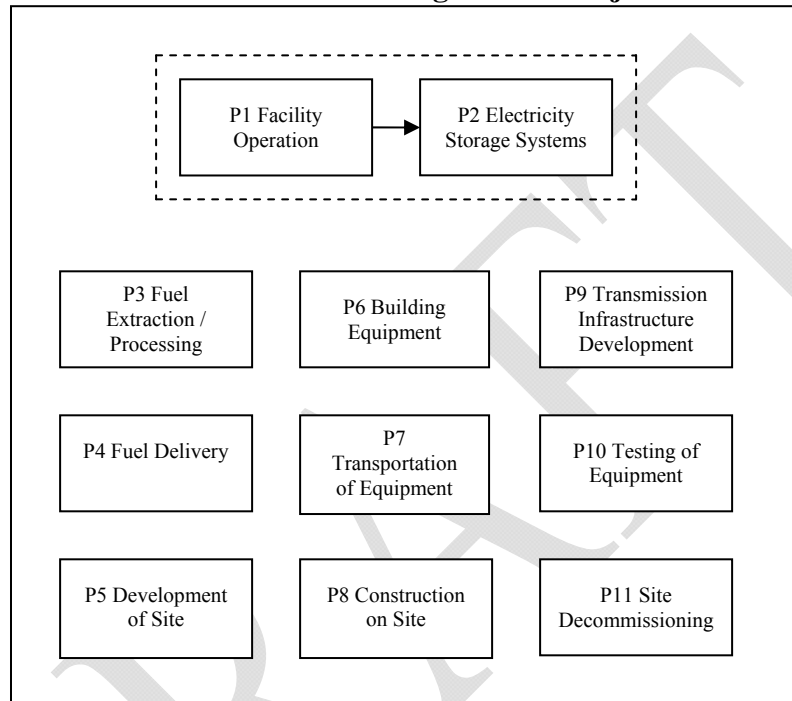 P1 Facility
Operation
P2 Electricity
Storage Systems
P3 Fuel
Extraction /
Processing
P6 Building
Equipment
P9 Transmission
Infrastructure
Development
P4 Fuel Delivery
P7
Transportation
of Equipment
P10 Testing of
Equipment
P5 Development
of Site
P8 Construction
on Site
P11 Site
Decommissioning
RAFT